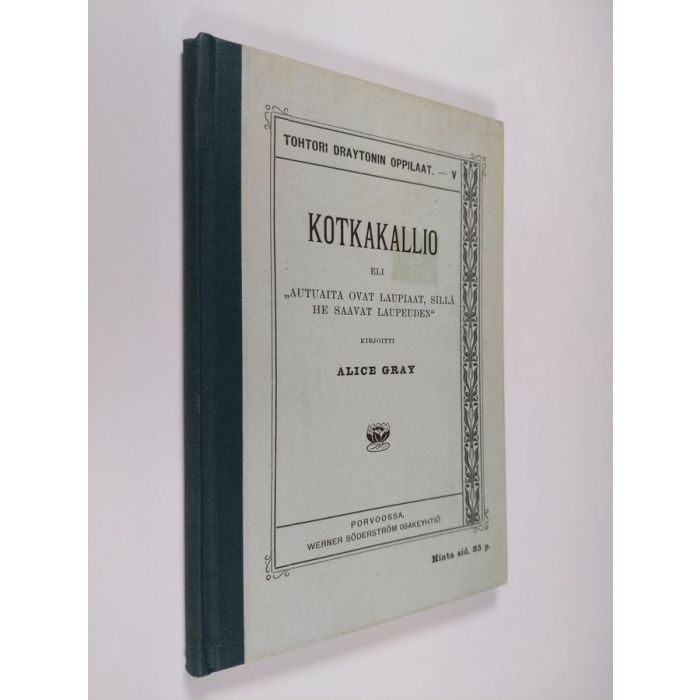 TOHTORI DRAYTONIN OPPILAAT. — V
KOTKAKALLIO
ELI
„AUTUAITA OVAT LAUPIAAT, SILLÄ
HE SAAVAT LAUPEUDEN“
KIRJOITTI
ALICE GRAY
PORVOOSSA,
WERNER SÖDERSTRÖM OSAKEYHTIÖ
Hinta sid. 85 p.